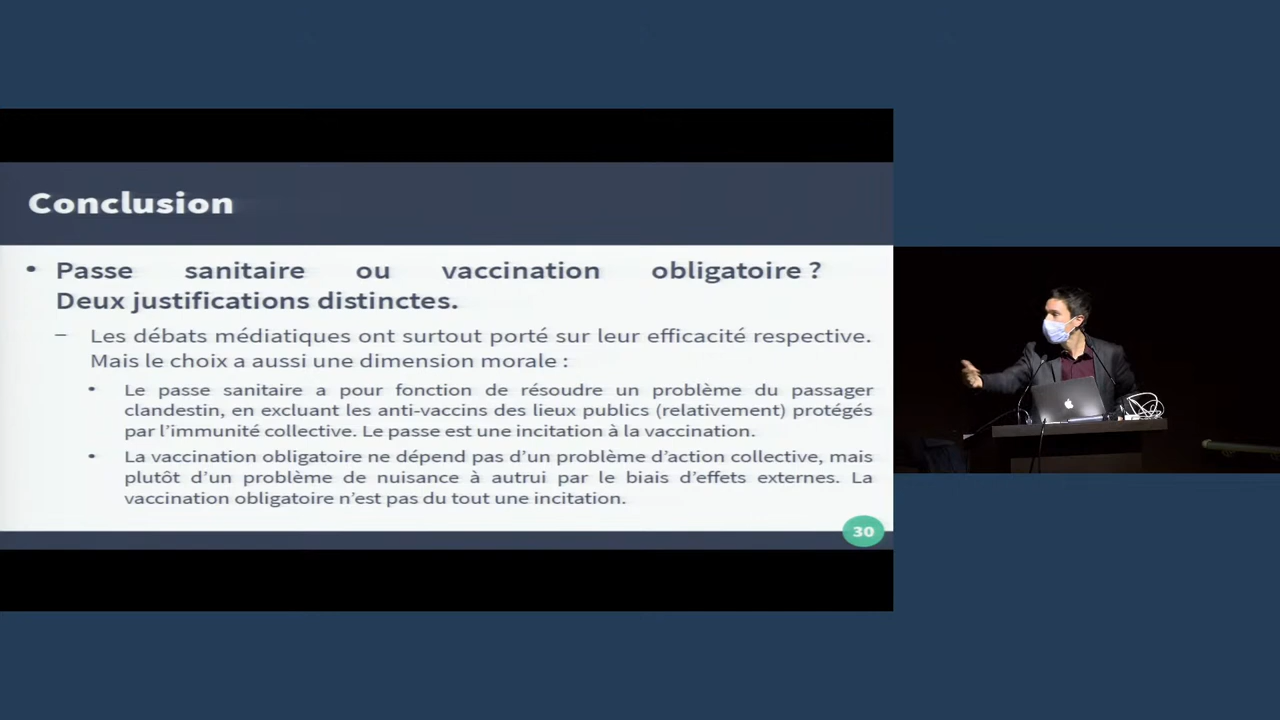 Conclusion
• Passe sanitaire ou vaccination obligatoire ?
Deux justifications distinctes.
– Les débats médiatiques ont surtout porté sur leur efficacité respective.
Mais le choix a aussi une dimension morale :
• Le passe sanitaire a pour fonction de résoudre un problème du passager
clandestin, en excluant les anti-vaccins des lieux publics (relativement) protégés
par l’immunité collective. Le passe est une incitation à la vaccination.
• La vaccination obligatoire ne dépend pas d’un problème d’action collective, mais
plutôt d’un problème de nuisance à autrui par le biais d’effets externes. La
vaccination obligatoire n’est pas du tout une incitation.
30